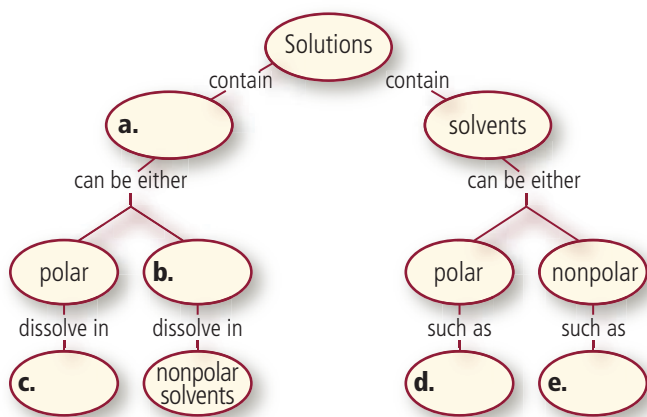 Solutions
contain
contain
a.
solvents
can be either
can be either
polar
b.
polar
nonpolar
dissolve in
dissolve in
such as
such as
c.
nonpolar
solvents
d.
e.